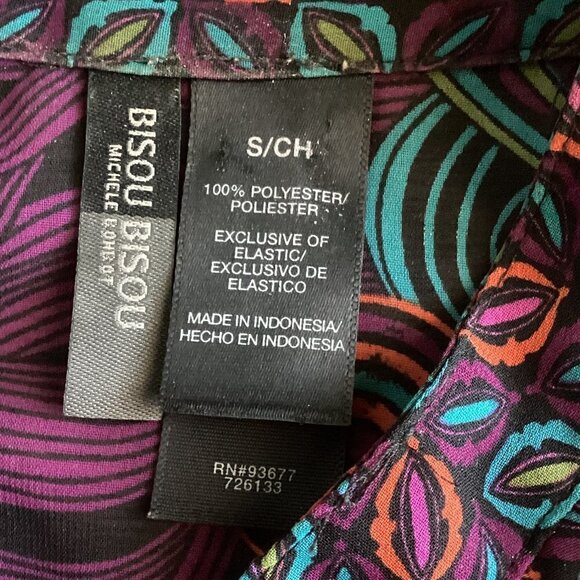 BISOU BISOU
MICHELE BOHBOT
S/CH
100% POLYESTER/
POLIESTER
EXCLUSIVE OF
ELASTIC/
EXCLUSIVO DE
ELASTICO
MADE IN INDONESIA/
HECHO EN INDONESIA
RN#93677
726133